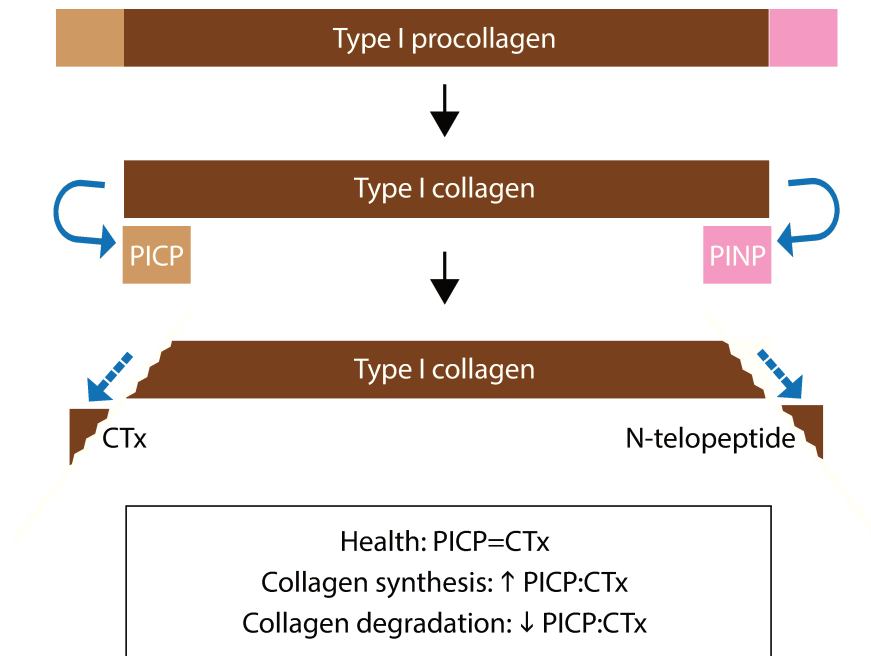 Type I procollagen
Type I collagen
PICP
PINP
Type I collagen
CTx
N-telopeptide
Health: PICP=CTx
Collagen synthesis: ↑ PICP:CTx
Collagen degradation: ↓ PICP:CTx